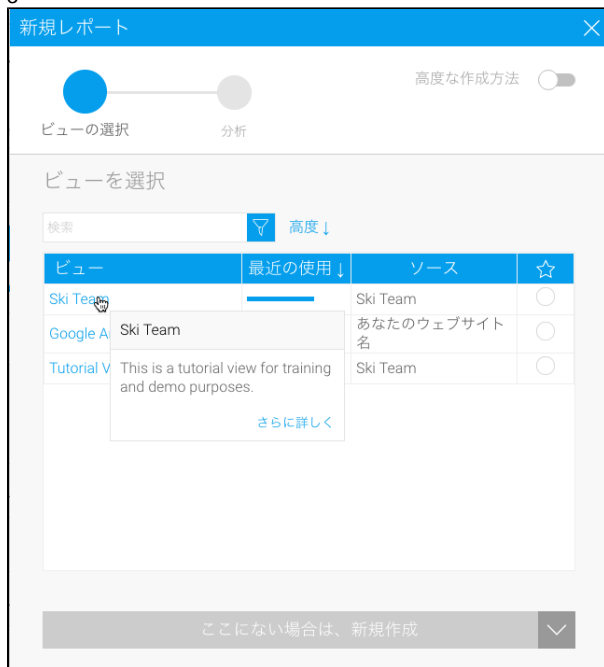 新規レポート
高度な作成方法
ビューの選択
分析
ビューを選択
検索
高度↓
ビュー 最近の使用↓ ソース
Ski Team Ski Team
Google A あなたのウェブサイト
名
Tutorial V Ski Team
Ski Team
This is a tutorial view for training
and demo purposes.
さらに詳しく
ここにない場合は、新規作成